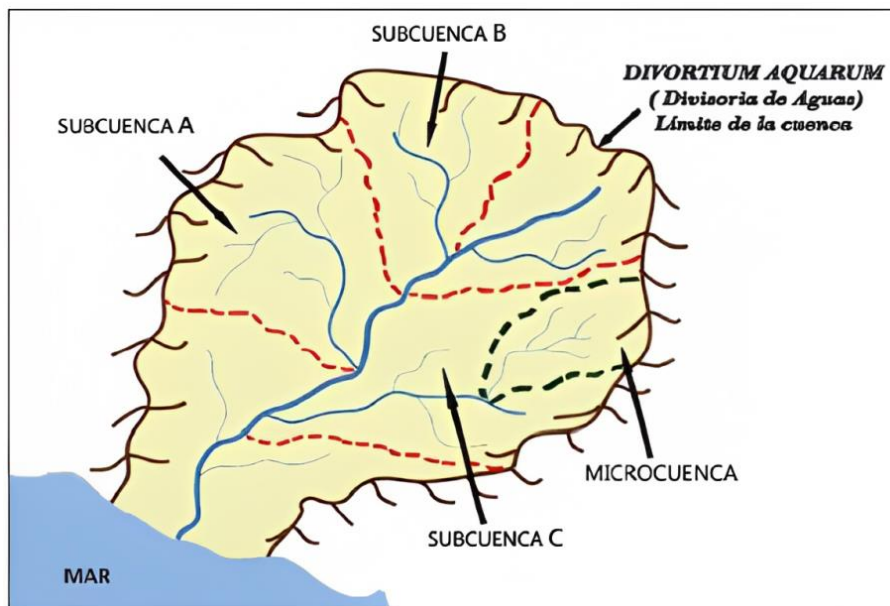 SUBCUENCA B
DIVORTIUM AQUARUM
( Divisoria de Aguas)
Límite de la cuenca
SUBCUENCA A
MICROCUENCA
SUBCUENCA C
MAR